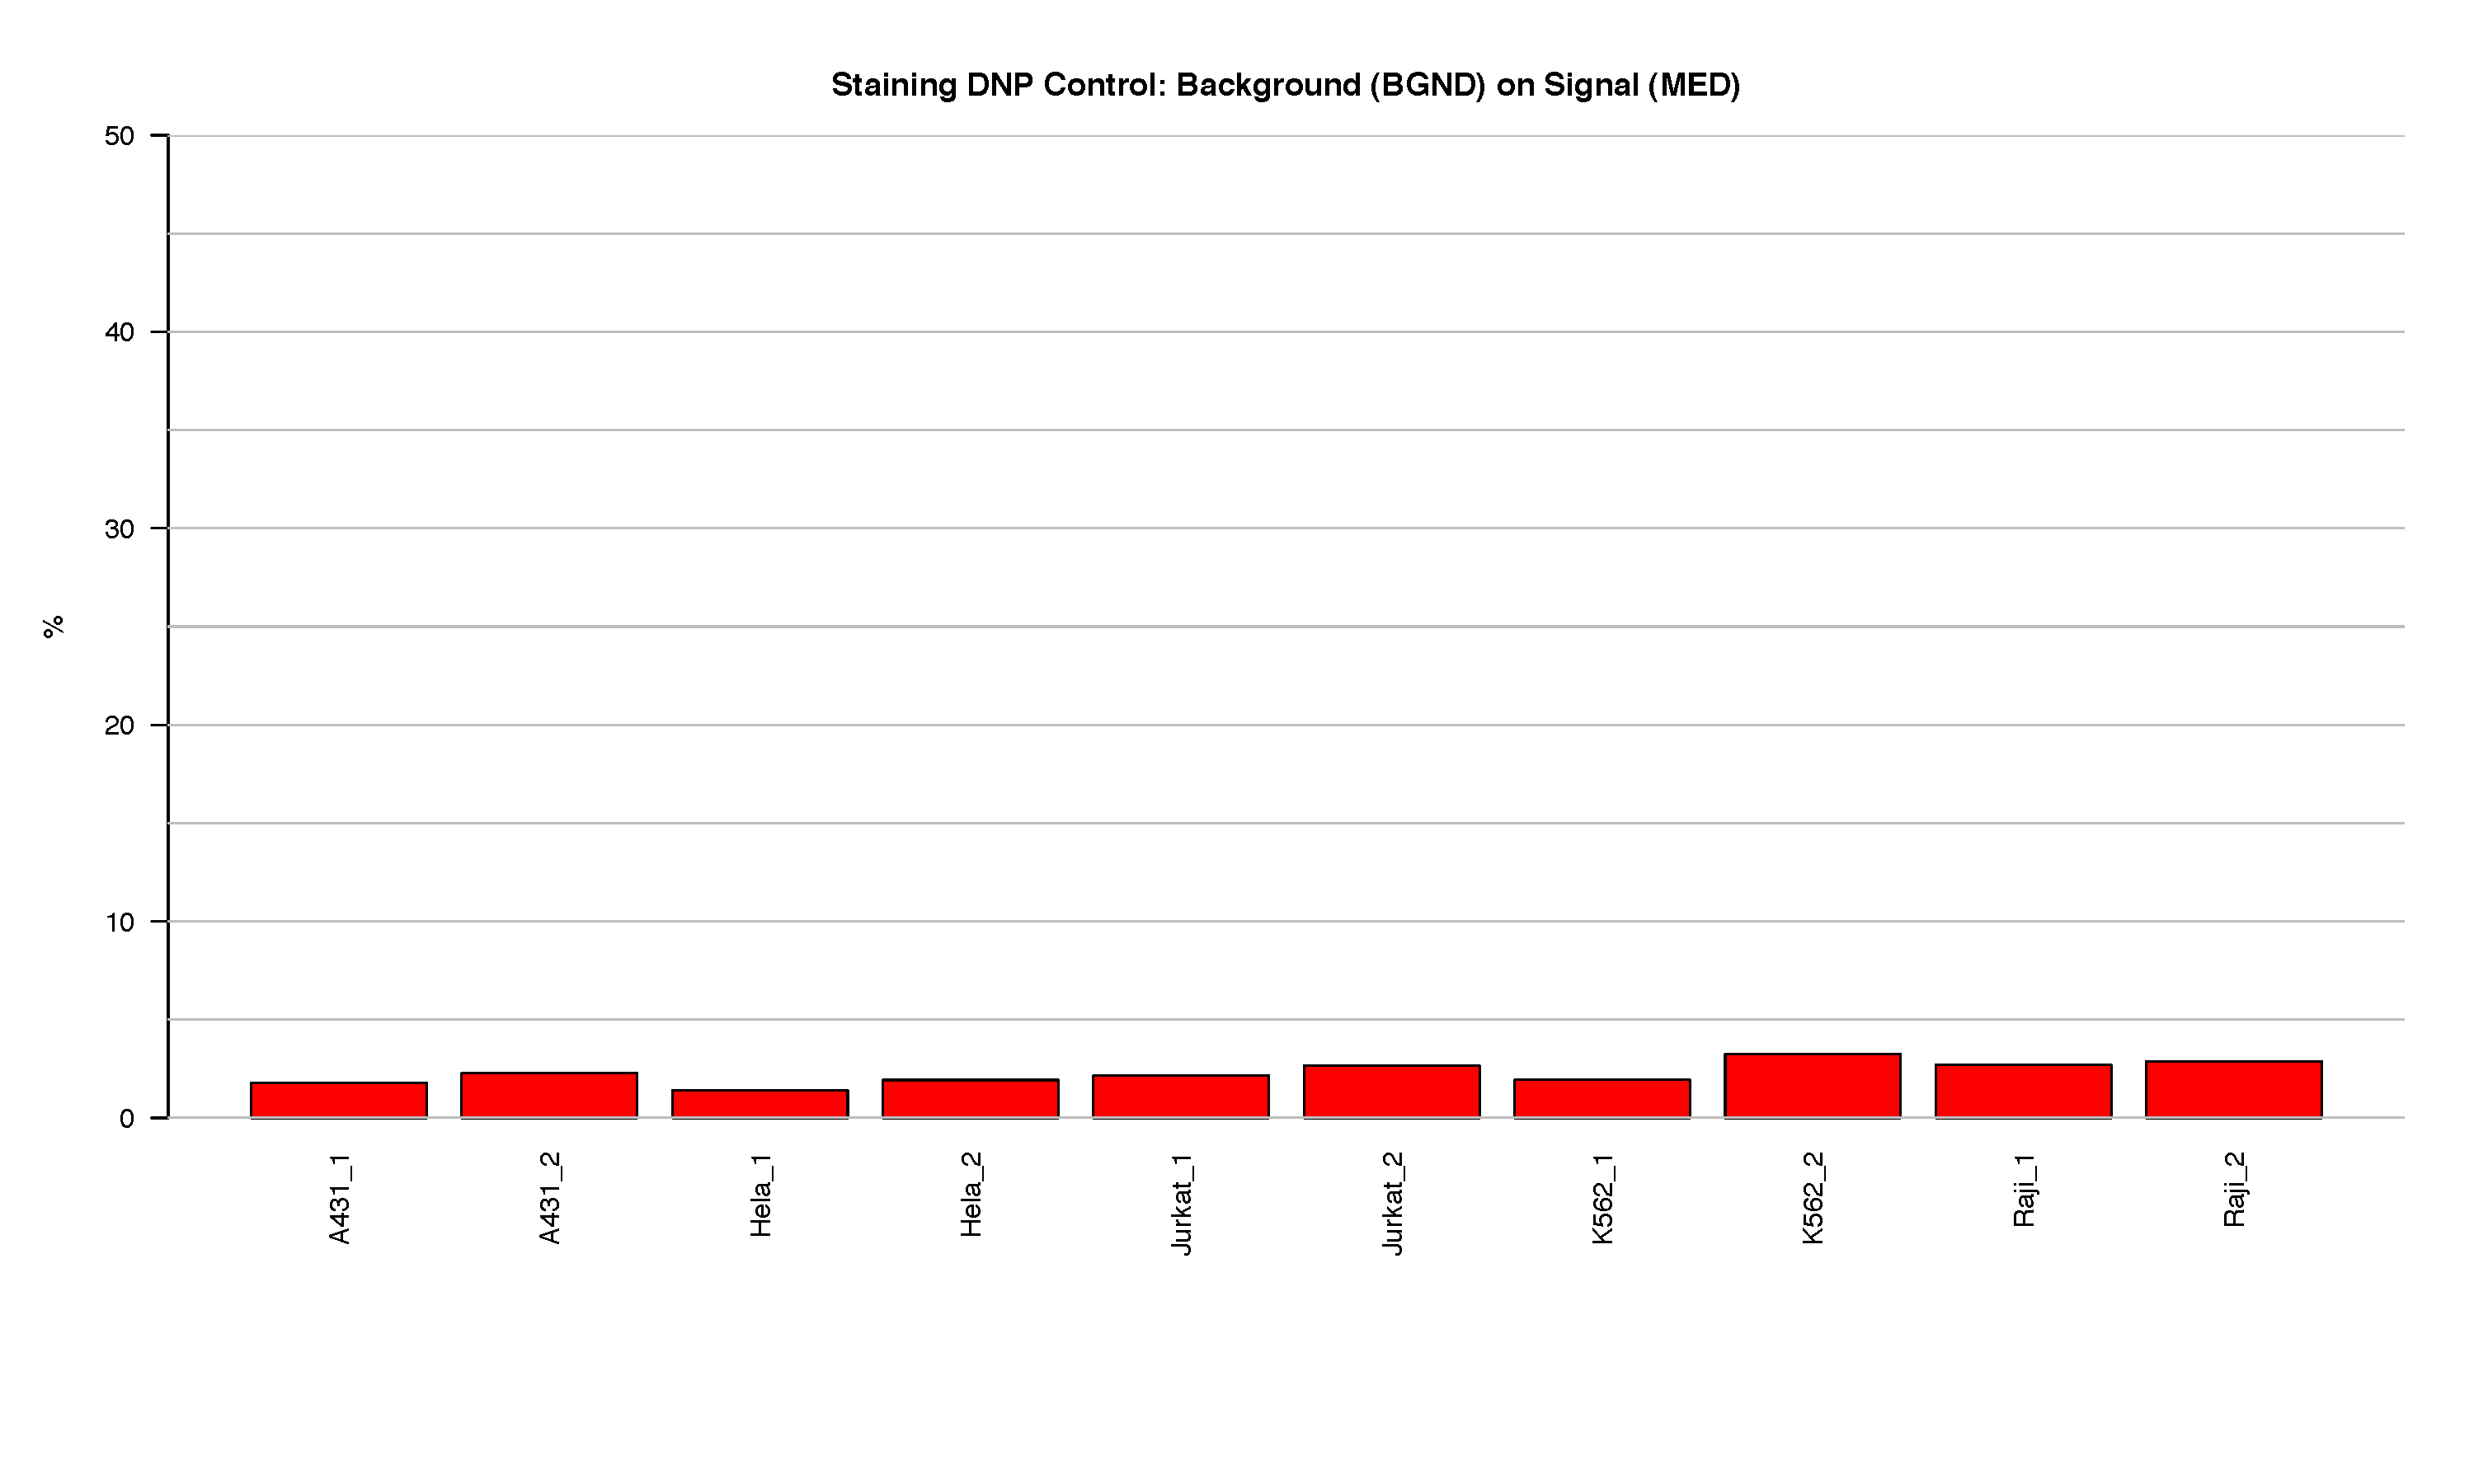 Staining DNP Control: Background (BGND) on Signal (MED)
50
40
30
20
10
0
%
A431_1
A431_2
Hela_1
Hela_2
Jurkat_1
Jurkat_2
K562_1
K562_2
Raji_1
Raji_2